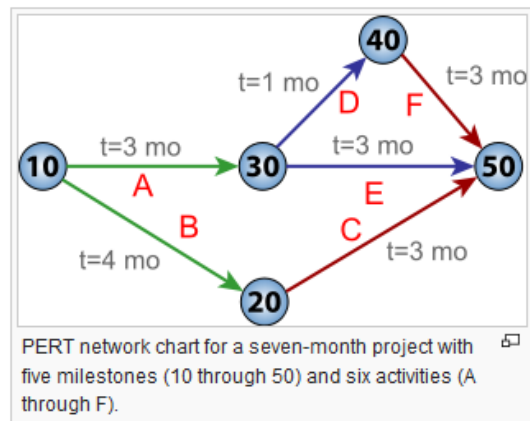 40
t=1 mo
t=3 mo
D
F
10
t=3 mo
30
t=3 mo
50
A
E
B
C
t=4 mo
t=3 mo
20
PERT network chart for a seven-month project with
five milestones (10 through 50) and six activities (A
through F).